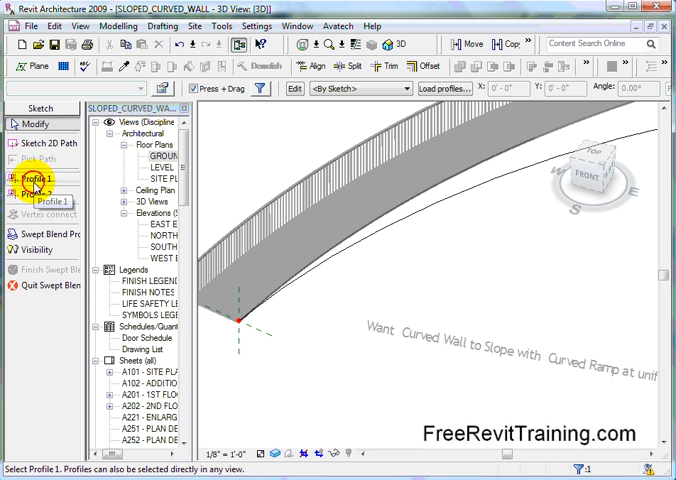 Revit Architecture 2009 - [SLOPED_CURVED_WALL - 3D View: {3D}]
File Edit View Modelling Drafting Site Tools Settings Window Avatech Help
3D Move Copy Content Search Online
Plane Demolish Align Split Trim Offset
Press + Drag Edit <By Sketch> Load profiles... X: 0' - 0" Y: 0' - 0" Angle: 0.00°
Sketch
Modify
Sketch 2D Path
Pick Path
Profile 1
Profile 2
Profile 1
Vertex connect
Swept Blend Pro
Visibility
Finish Swept Ble
Quit Swept Blen
SLOPED_CURVED_WA...
Views (Discipline
Architectural
Floor Plans
GROUN
LEVEL
SITE PL
Ceiling Plan
3D Views
Elevations (
EAST E
NORTH
SOUTH
WEST E
Legends
FINISH LEGEND
FINISH NOTES
LIFE SAFETY L
SYMBOLS LEGE
Schedules/Quant
Door Schedule
Drawing List
Sheets (all)
A101 - SITE PLA
A102 - ADDITIO
A201 - 1ST FLO
A202 - 2ND FLO
A221 - ENLARG
A251 - PLAN DE
A252 - PLAN DE
TOP
FRONT
W
S
E
Want Curved Wall to Slope with Curved Ramp at unif
FreeRevitTraining.com
1/8" = 1'-0"
Select Profile 1. Profiles can also be selected directly in any view.
:1